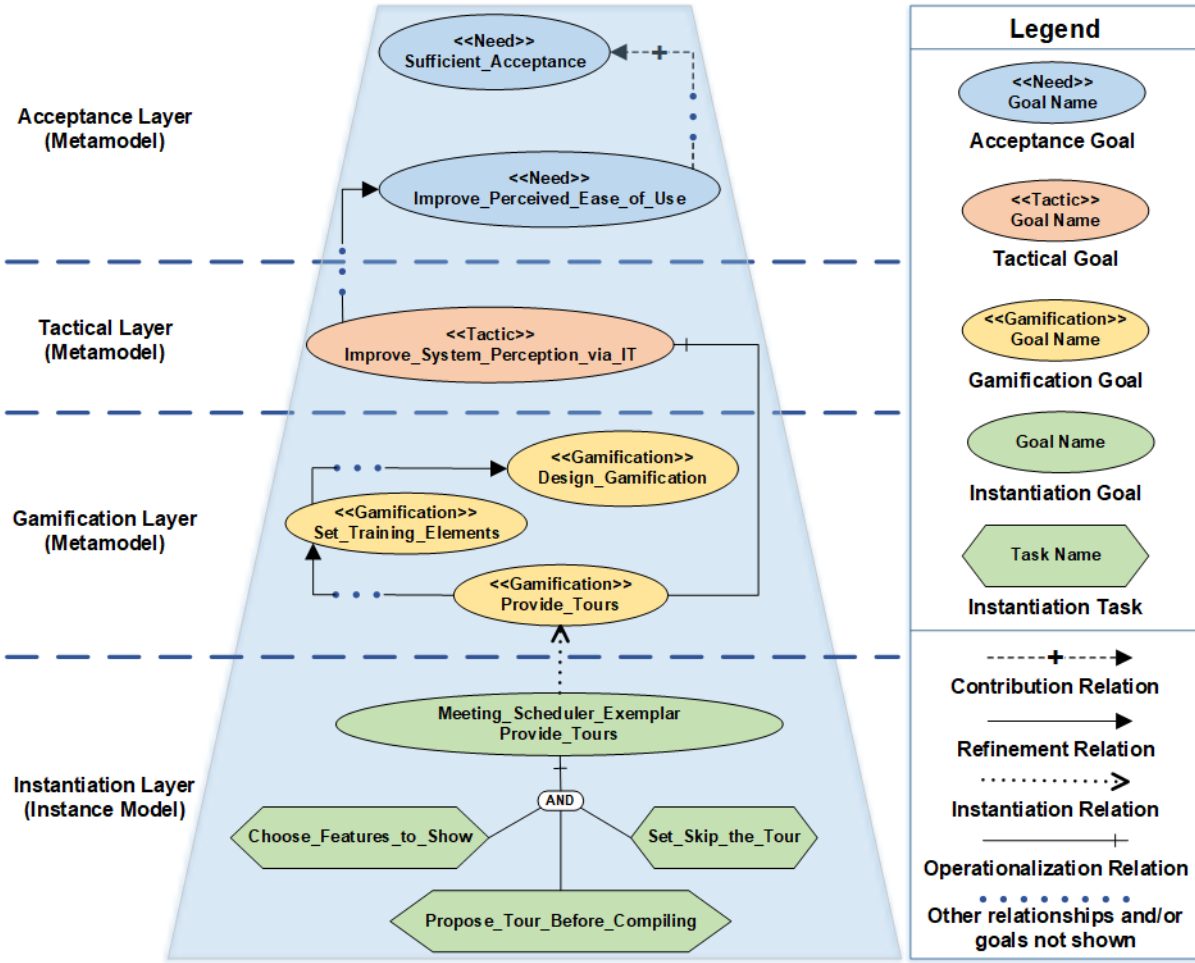 <<Need>>
Sufficient_Acceptance
+
Acceptance Layer
(Metamodel)
<<Need>>
Improve_Perceived_Ease_of_Use
Tactical Layer
(Metamodel)
<<Tactic>>
Improve_System_Perception_via_IT
Gamification Layer
(Metamodel)
<<Gamification>>
Design_Gamification
<<Gamification>>
Set_Training_Elements
<<Gamification>>
Provide_Tours
Instantiation Layer
(Instance Model)
Meeting_Scheduler_Exemplar
Provide_Tours
AND
Choose_Features_to_Show
Set_Skip_the_Tour
Propose_Tour_Before_Compiling
Legend
<<Need>>
Goal Name
Acceptance Goal
<<Tactic>>
Goal Name
Tactical Goal
<<Gamification>>
Goal Name
Gamification Goal
Goal Name
Instantiation Goal
Task Name
Instantiation Task
+
Contribution Relation
Refinement Relation
Instantiation Relation
Operationalization Relation
Other relationships and/or
goals not shown